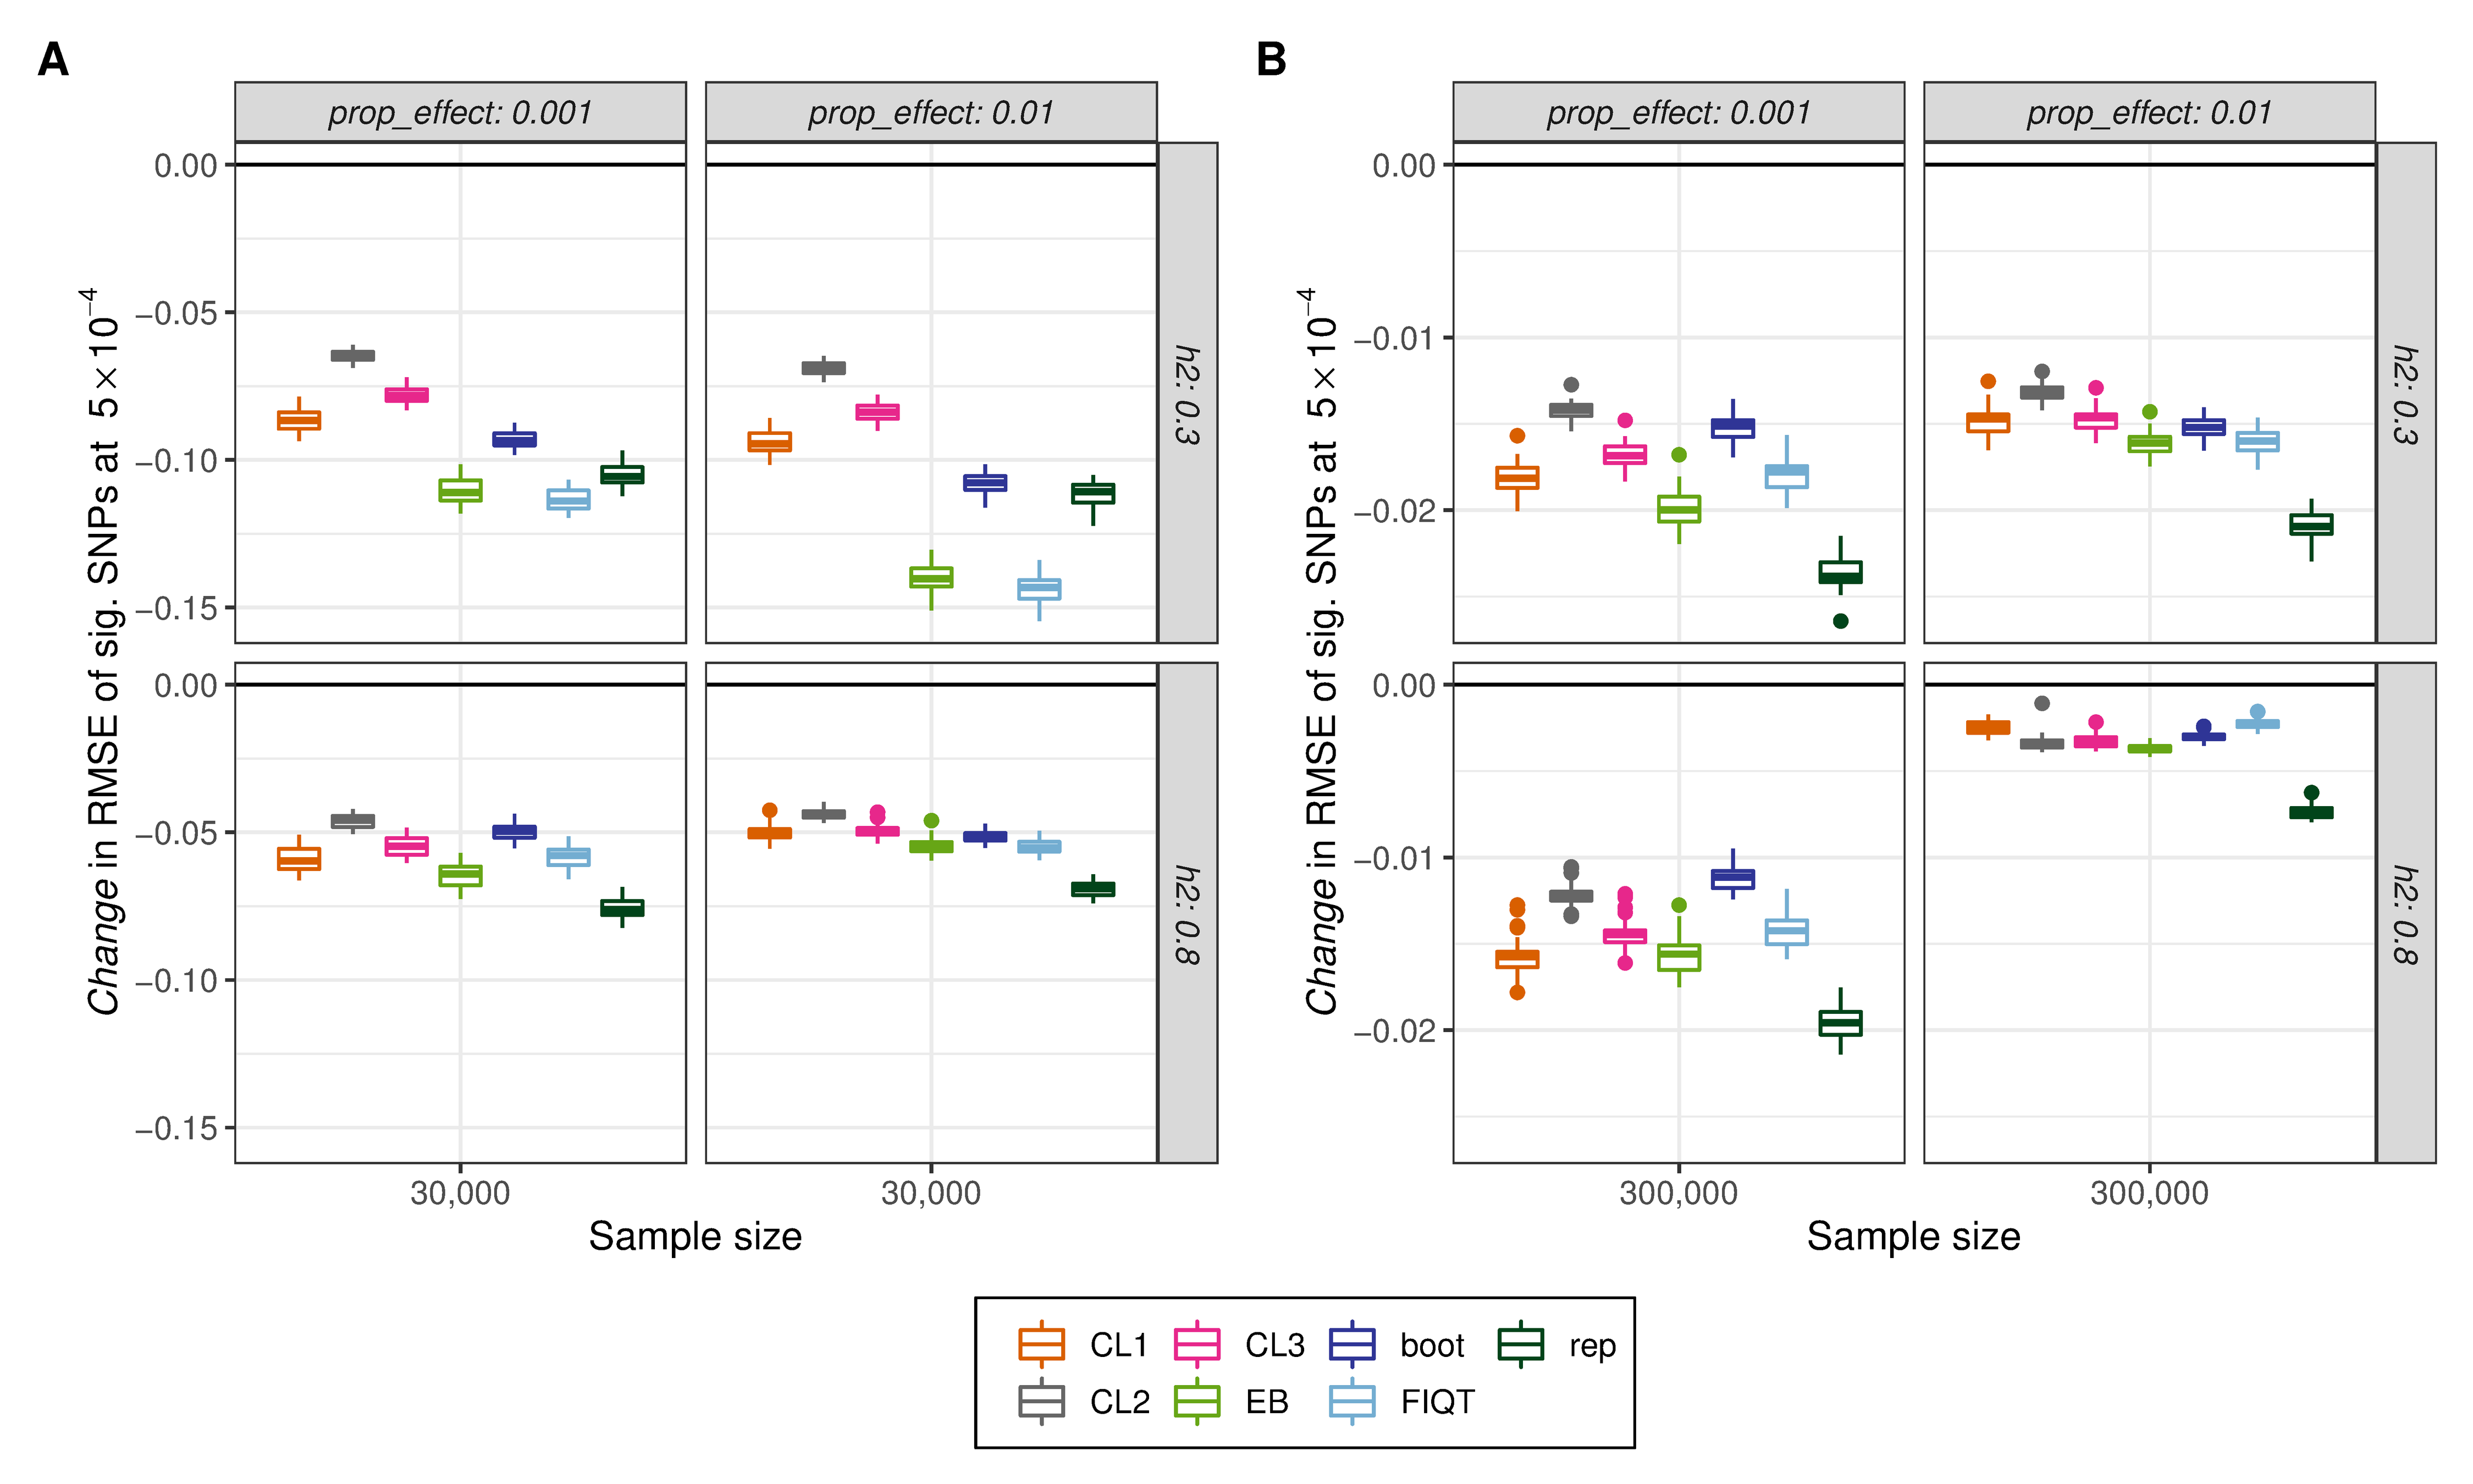 A
prop_effect: 0.001
prop_effect: 0.01
0.00
−0.05
−0.10
−0.15
h2: 0.3
0.00
−0.05
−0.10
−0.15
h2: 0.8
Change in RMSE of sig. SNPs at 5×10⁻⁴
30,000
30,000
Sample size
B
prop_effect: 0.001
prop_effect: 0.01
0.00
−0.01
−0.02
h2: 0.3
0.00
−0.01
−0.02
h2: 0.8
Change in RMSE of sig. SNPs at 5×10⁻⁴
300,000
300,000
Sample size
CL1 CL3 boot rep
CL2 EB FIQT